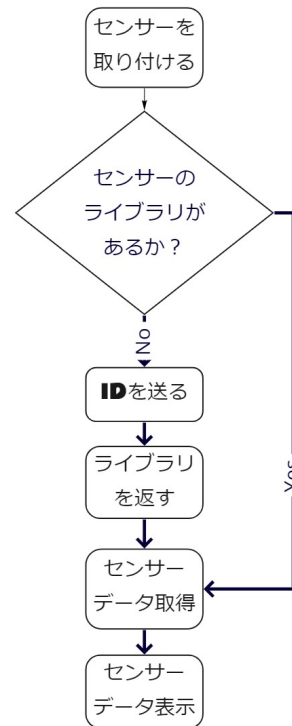 センサーを
取り付ける
センサーの
ライブラリが
あるか？
No
IDを送る
ライブラリ
を返す
Yes
センサー
データ取得
センサー
データ表示